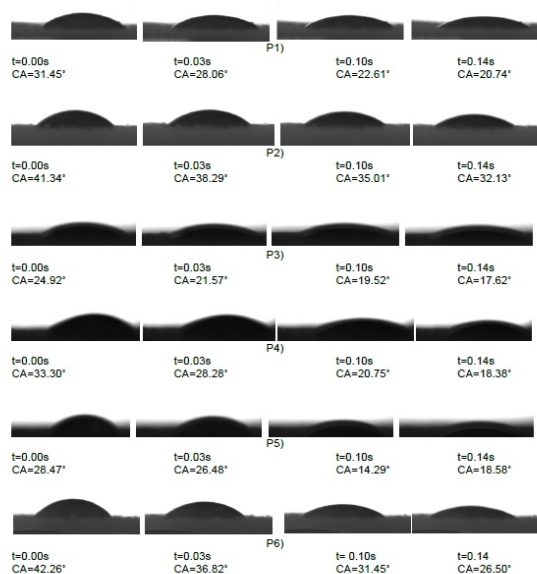 P1)
t=0.00s t=0.03s t=0.10s t=0.14s
CA=31.45° CA=28.06° CA=22.61° CA=20.74°
P2)
t=0.00s t=0.03s t=0.10s t=0.14s
CA=41.34° CA=38.29° CA=35.01° CA=32.13°
P3)
t=0.00s t=0.03s t=0.10s t=0.14s
CA=24.92° CA=21.57° CA=19.52° CA=17.62°
P4)
t=0.00s t=0.03s t=0.10s t=0.14s
CA=33.30° CA=28.28° CA=20.75° CA=18.38°
P5)
t=0.00s t=0.03s t=0.10s t=0.14s
CA=28.47° CA=26.48° CA=14.29° CA=18.58°
P6)
t=0.00s t=0.03s t= 0.10s t=0.14
CA=42.26° CA=36.82° CA=31.45° CA=26.50°